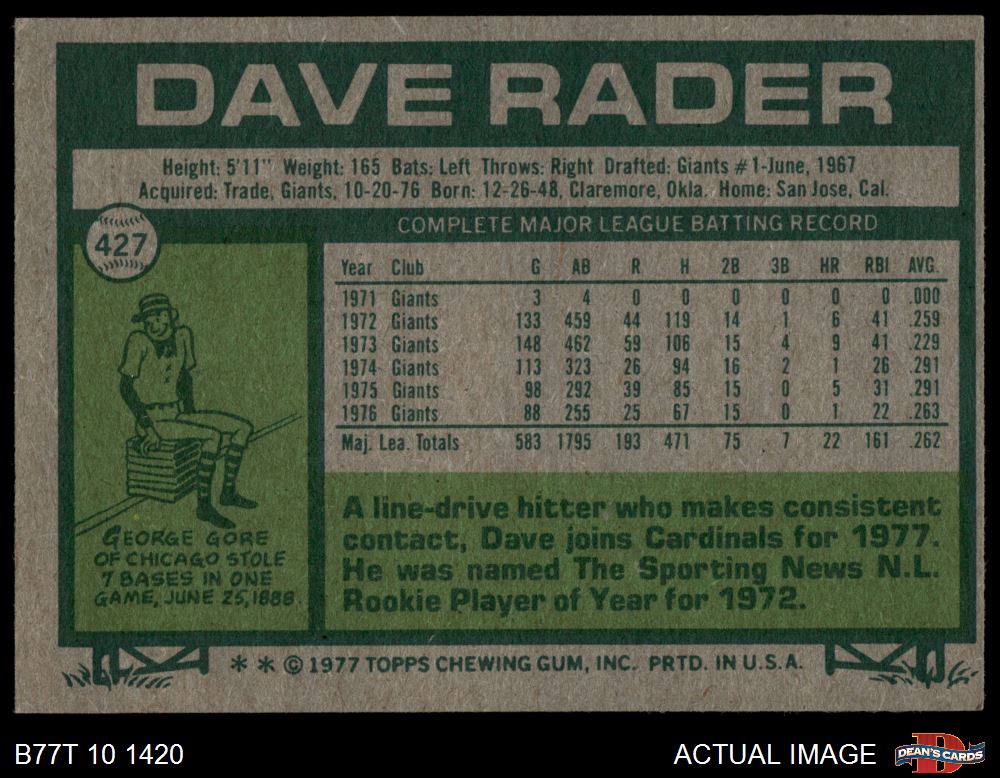 DAVE RADER
Height: 5'11" Weight: 165 Bats: Left Throws: Right Drafted: Giants #1-June, 1967
Acquired: Trade, Giants, 10-20-76 Born: 12-26-48, Claremore, Okla. Home: San Jose, Cal.
427
COMPLETE MAJOR LEAGUE BATTING RECORD
Year Club G AB R H 2B 3B HR RBI AVG.
1971 Giants 3 4 0 0 0 0 0 0 .000
1972 Giants 133 459 44 119 14 1 6 41 .259
1973 Giants 148 462 59 106 15 4 9 41 .229
1974 Giants 113 323 26 94 16 2 1 26 .291
1975 Giants 98 292 39 85 15 0 5 31 .291
1976 Giants 88 255 25 67 15 0 1 22 .263
Maj. Lea. Totals 583 1795 193 471 75 7 22 161 .262
GEORGE GORE
OF CHICAGO STOLE
7 BASES IN ONE
GAME, JUNE 25, 1888.
A line-drive hitter who makes consistent
contact, Dave joins Cardinals for 1977.
He was named The Sporting News N.L.
Rookie Player of Year for 1972.
* * © 1977 TOPPS CHEWING GUM, INC. PRTD. IN U.S.A.
B77T 10 1420
ACTUAL IMAGE
DEAN'S CARDS